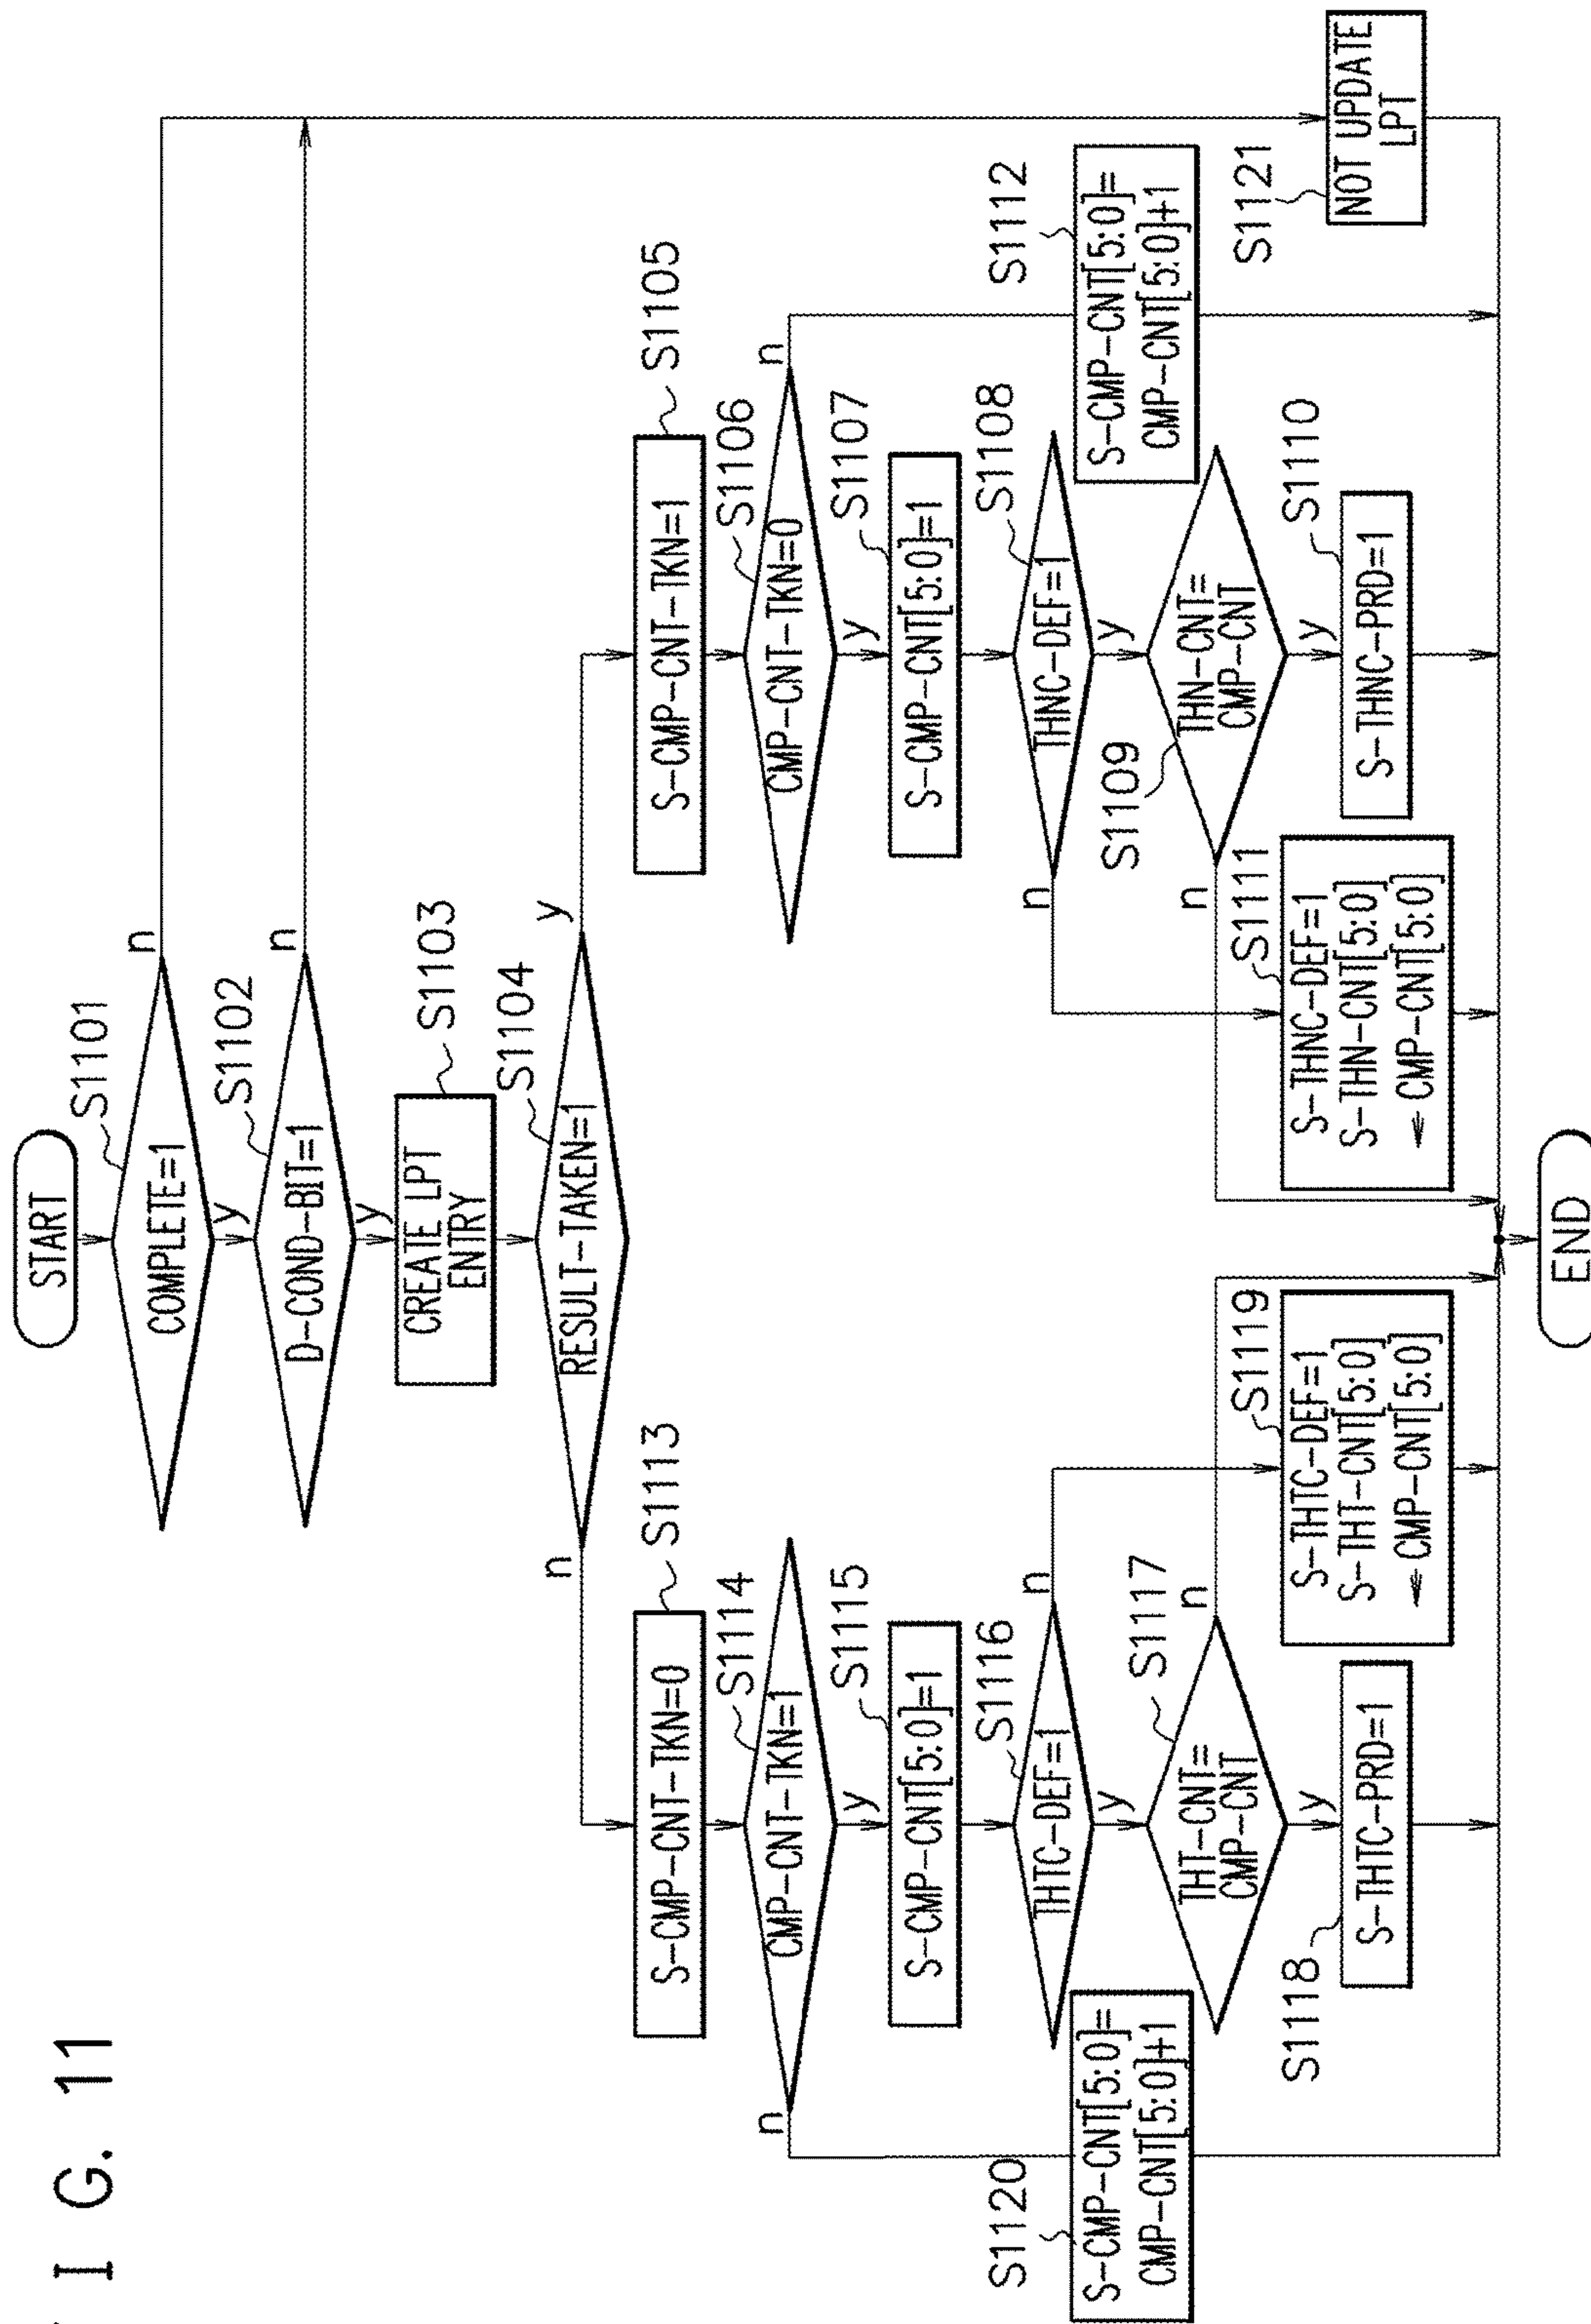 I G. 11
START
S1101
COMPLETE=1
n
y
S1102
D-COND-BIT=1
n
y
S1103
CREATE LPT
ENTRY
S1104
RESULT-TAKEN=1
n
y
S1113
S-CMP-CNT-TKN=0
S1105
S-CMP-CNT-TKN=1
S1114
CMP-CNT-TKN=1
n
y
S1106
CMP-CNT-TKN=0
n
y
S1115
S-CMP-CNT[5:0]=1
S1107
S-CMP-CNT[5:0]=1
S1116
THTC-DEF=1
n
y
S1108
THNC-DEF=1
n
y
S1120
S-CMP-CNT[5:0]=
CMP-CNT[5:0]+1
S1117
THT-CNT=
CMP-CNT
n
y
S1109
THN-CNT=
CMP-CNT
n
y
S1112
S-CMP-CNT[5:0]=
CMP-CNT[5:0]+1
S1118
S-THTC-PRD=1
S1119
S-THTC-DEF=1
S-THT-CNT[5:0]
CMP-CNT[5:0]
S1111
S-THNC-DEF=1
S-THN-CNT[5:0]
CMP-CNT[5:0]
S1110
S-THNC-PRD=1
S1121
NOT UPDATE
LPT
END